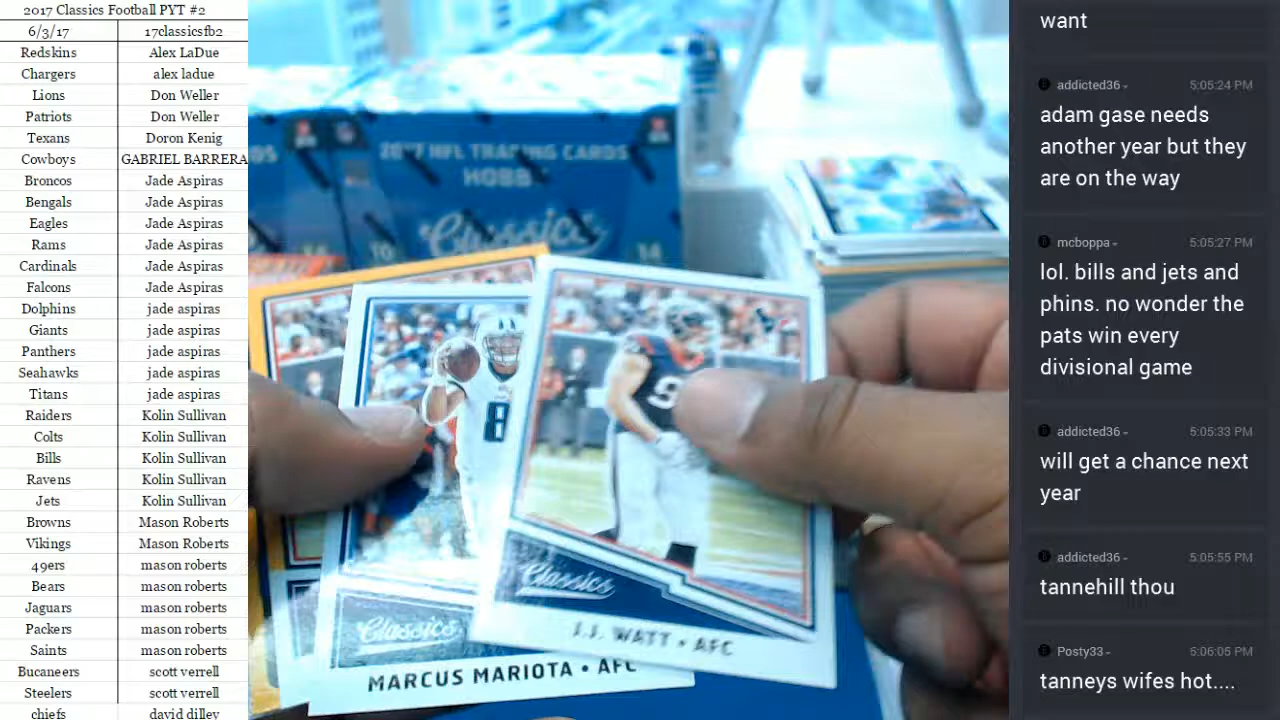 2017 Classics Football PYT #2
6/3/17 17classicsfb2
Redskins Alex LaDue
Chargers alex ladue
Lions Don Weller
Patriots Don Weller
Texans Doron Kenig
Cowboys GABRIEL BARRERA
Broncos Jade Aspiras
Bengals Jade Aspiras
Eagles Jade Aspiras
Rams Jade Aspiras
Cardinals Jade Aspiras
Falcons Jade Aspiras
Dolphins jade aspiras
Giants jade aspiras
Panthers jade aspiras
Seahawks jade aspiras
Titans jade aspiras
Raiders Kolin Sullivan
Colts Kolin Sullivan
Bills Kolin Sullivan
Ravens Kolin Sullivan
Jets Kolin Sullivan
Browns Mason Roberts
Vikings Mason Roberts
49ers mason roberts
Bears mason roberts
Jaguars mason roberts
Packers mason roberts
Saints mason roberts
Bucaneers scott verrell
Steelers scott verrell
chiefs david dilley
2017 NFL TRADING CARDS
HOBB
Classics
10
14
8
9
Classics
J.J. WATT • AFC
Classics
MARCUS MARIOTA • AFC
want
addicted36 5:05:24 PM
adam gase needs
another year but they
are on the way
mcboppa 5:05:27 PM
lol. bills and jets and
phins. no wonder the
pats win every
divisional game
addicted36 5:05:33 PM
will get a chance next
year
addicted36 5:05:55 PM
tannehill thou
Posty33 5:06:05 PM
tanneys wifes hot....